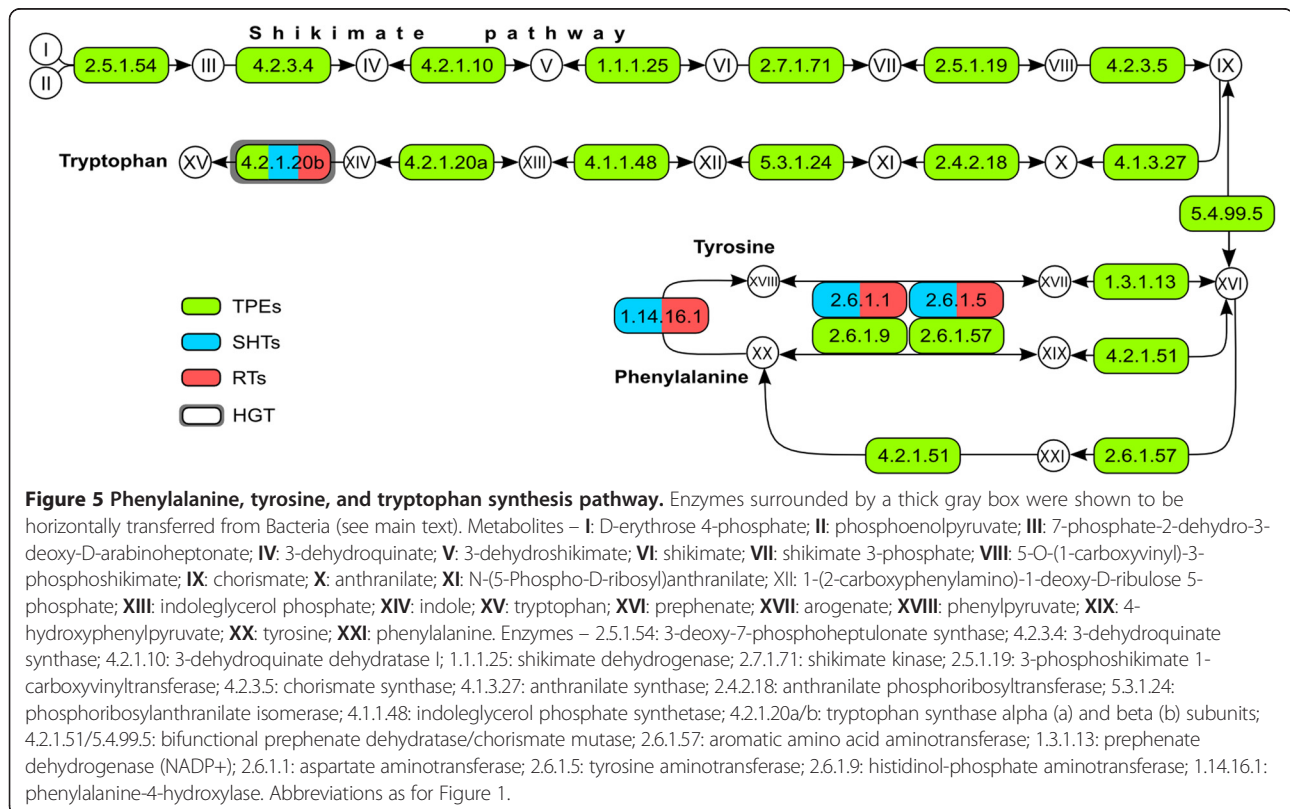 Shikimate pathway
I
II
2.5.1.54
III
4.2.3.4
IV
4.2.1.10
V
1.1.1.25
VI
2.7.1.71
VII
2.5.1.19
VIII
4.2.3.5
IX
Tryptophan
XV
4.2.1.20b
XIV
4.2.1.20a
XIII
4.1.1.48
XII
5.3.1.24
XI
2.4.2.18
X
4.1.3.27
5.4.99.5
Tyrosine
XVIII
XVII
1.3.1.13
XVI
1.14.16.1
2.6.1.1
2.6.1.5
2.6.1.9
2.6.1.57
XX
XIX
4.2.1.51
Phenylalanine
4.2.1.51
XXI
2.6.1.57
TPEs
SHTs
RTs
HGT
Figure 5 Phenylalanine, tyrosine, and tryptophan synthesis pathway. Enzymes surrounded by a thick gray box were shown to be
horizontally transferred from Bacteria (see main text). Metabolites – I: D-erythrose 4-phosphate; II: phosphoenolpyruvate; III: 7-phosphate-2-dehydro-3-
deoxy-D-arabinoheptonate; IV: 3-dehydroquinate; V: 3-dehydroshikimate; VI: shikimate; VII: shikimate 3-phosphate; VIII: 5-O-(1-carboxyvinyl)-3-
phosphoshikimate; IX: chorismate; X: anthranilate; XI: N-(5-Phospho-D-ribosyl)anthranilate; XII: 1-(2-carboxyphenylamino)-1-deoxy-D-ribulose 5-
phosphate; XIII: indoleglycerol phosphate; XIV: indole; XV: tryptophan; XVI: prephenate; XVII: arogenate; XVIII: phenylpyruvate; XIX: 4-
hydroxyphenylpyruvate; XX: tyrosine; XXI: phenylalanine. Enzymes – 2.5.1.54: 3-deoxy-7-phosphoheptulonate synthase; 4.2.3.4: 3-dehydroquinate
synthase; 4.2.1.10: 3-dehydroquinate dehydratase I; 1.1.1.25: shikimate dehydrogenase; 2.7.1.71: shikimate kinase; 2.5.1.19: 3-phosphoshikimate 1-
carboxyvinyltransferase; 4.2.3.5: chorismate synthase; 4.1.3.27: anthranilate synthase; 2.4.2.18: anthranilate phosphoribosyltransferase; 5.3.1.24:
phosphoribosylanthranilate isomerase; 4.1.1.48: indoleglycerol phosphate synthetase; 4.2.1.20a/b: tryptophan synthase alpha (a) and beta (b) subunits;
4.2.1.51/5.4.99.5: bifunctional prephenate dehydratase/chorismate mutase; 2.6.1.57: aromatic amino acid aminotransferase; 1.3.1.13: prephenate
dehydrogenase (NADP+); 2.6.1.1: aspartate aminotransferase; 2.6.1.5: tyrosine aminotransferase; 2.6.1.9: histidinol-phosphate aminotransferase; 1.14.16.1:
phenylalanine-4-hydroxylase. Abbreviations as for Figure 1.